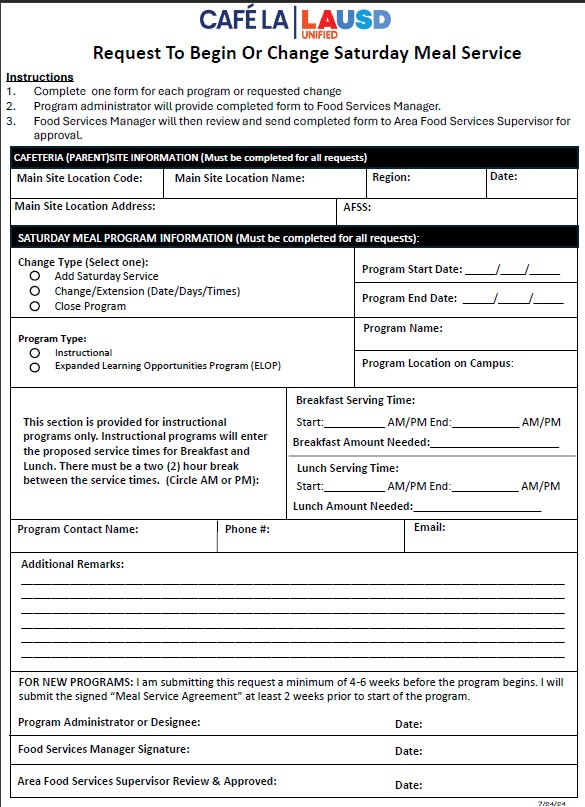 CAFÉ LA LAUSD
UNIFIED
Request To Begin Or Change Saturday Meal Service
Instructions
1. Complete one form for each program or requested change
2. Program administrator will provide completed form to Food Services Manager.
3. Food Services Manager will then review and send completed form to Area Food Services Supervisor for
approval.
CAFETERIA (PARENT)SITE INFORMATION (Must be completed for all requests)
Main Site Location Code: Main Site Location Name: Region: Date:
Main Site Location Address: AFSS:
SATURDAY MEAL PROGRAM INFORMATION (Must be completed for all requests):
Change Type (Select one):
Add Saturday Service
Change/Extension (Date/Days/Times)
Close Program
Program Start Date: _____/____/_____
Program End Date: _____/____/_____
Program Type:
Instructional
Expanded Learning Opportunities Program (ELOP)
Program Name:
Program Location on Campus:
This section is provided for instructional
programs only. Instructional programs will enter
the proposed service times for Breakfast and
Lunch. There must be a two (2) hour break
between the service times. (Circle AM or PM):
Breakfast Serving Time:
Start:__________ AM/PM End:___________ AM/PM
Breakfast Amount Needed:____________________
Lunch Serving Time:
Start:__________ AM/PM End:___________ AM/PM
Lunch Amount Needed:____________________
Program Contact Name: Phone #: Email:
Additional Remarks:
FOR NEW PROGRAMS: I am submitting this request a minimum of 4-6 weeks before the program begins. I will
submit the signed “Meal Service Agreement” at least 2 weeks prior to start of the program.
Program Administrator or Designee: Date:
Food Services Manager Signature: Date:
Area Food Services Supervisor Review & Approved: Date:
7/24/24